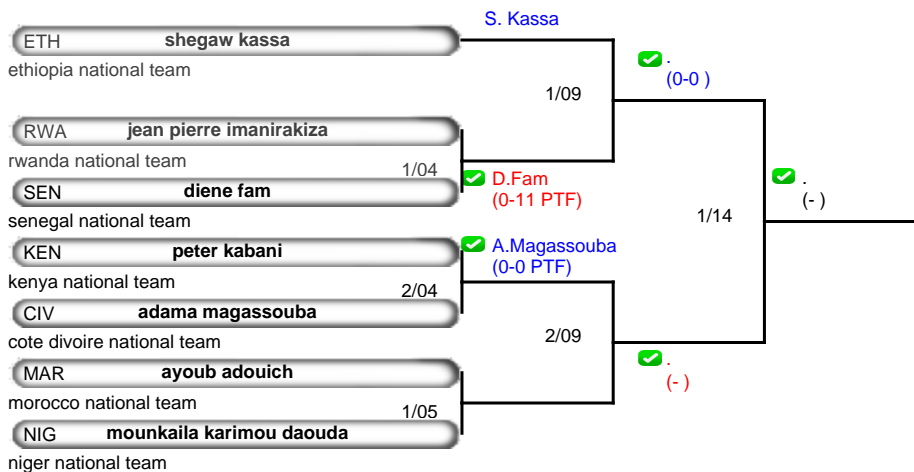 S. Kassa
ETH shegaw kassa
ethiopia national team
.
(0-0 )
1/09
RWA jean pierre imanirakiza
rwanda national team
1/04
SEN diene fam
D.Fam
(0-11 PTF)
.
(- )
senegal national team
1/14
KEN peter kabani
A.Magassouba
(0-0 PTF)
kenya national team
2/04
CIV adama magassouba
cote divoire national team
2/09
.
(- )
MAR ayoub adouich
morocco national team
1/05
NIG mounkaila karimou daouda
niger national team